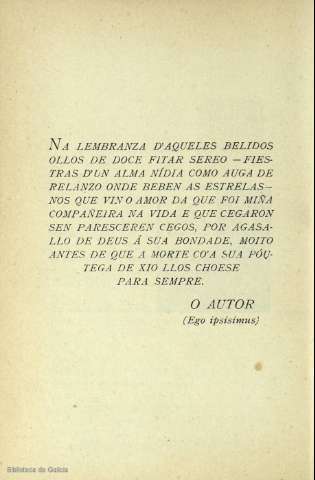 NA LEMBRANZA D'AQUELES BELIDOS
OLLOS DE DOCE FITAR SEREO — FIES-
TRAS D'UN ALMA NÍDIA COMO AUGA DE
RELANZO ONDE BEBEN AS ESTRELAS—
NOS QUE VIN O AMOR DA QUE FOI MIÑA
COMPAÑEIRA NA VIDA E QUE CEGARON
SEN PARESCEREN CEGOS, POR AGASA-
LLO DE DEUS Á SUA BONDADE, MOITO
ANTES DE QUE A MORTE CO'A SUA PÓU-
TEGA DE XIO LLOS CHOESE
PARA SEMPRE.
O AUTOR
(Ego ipsisimus)
Biblioteca de Galicia